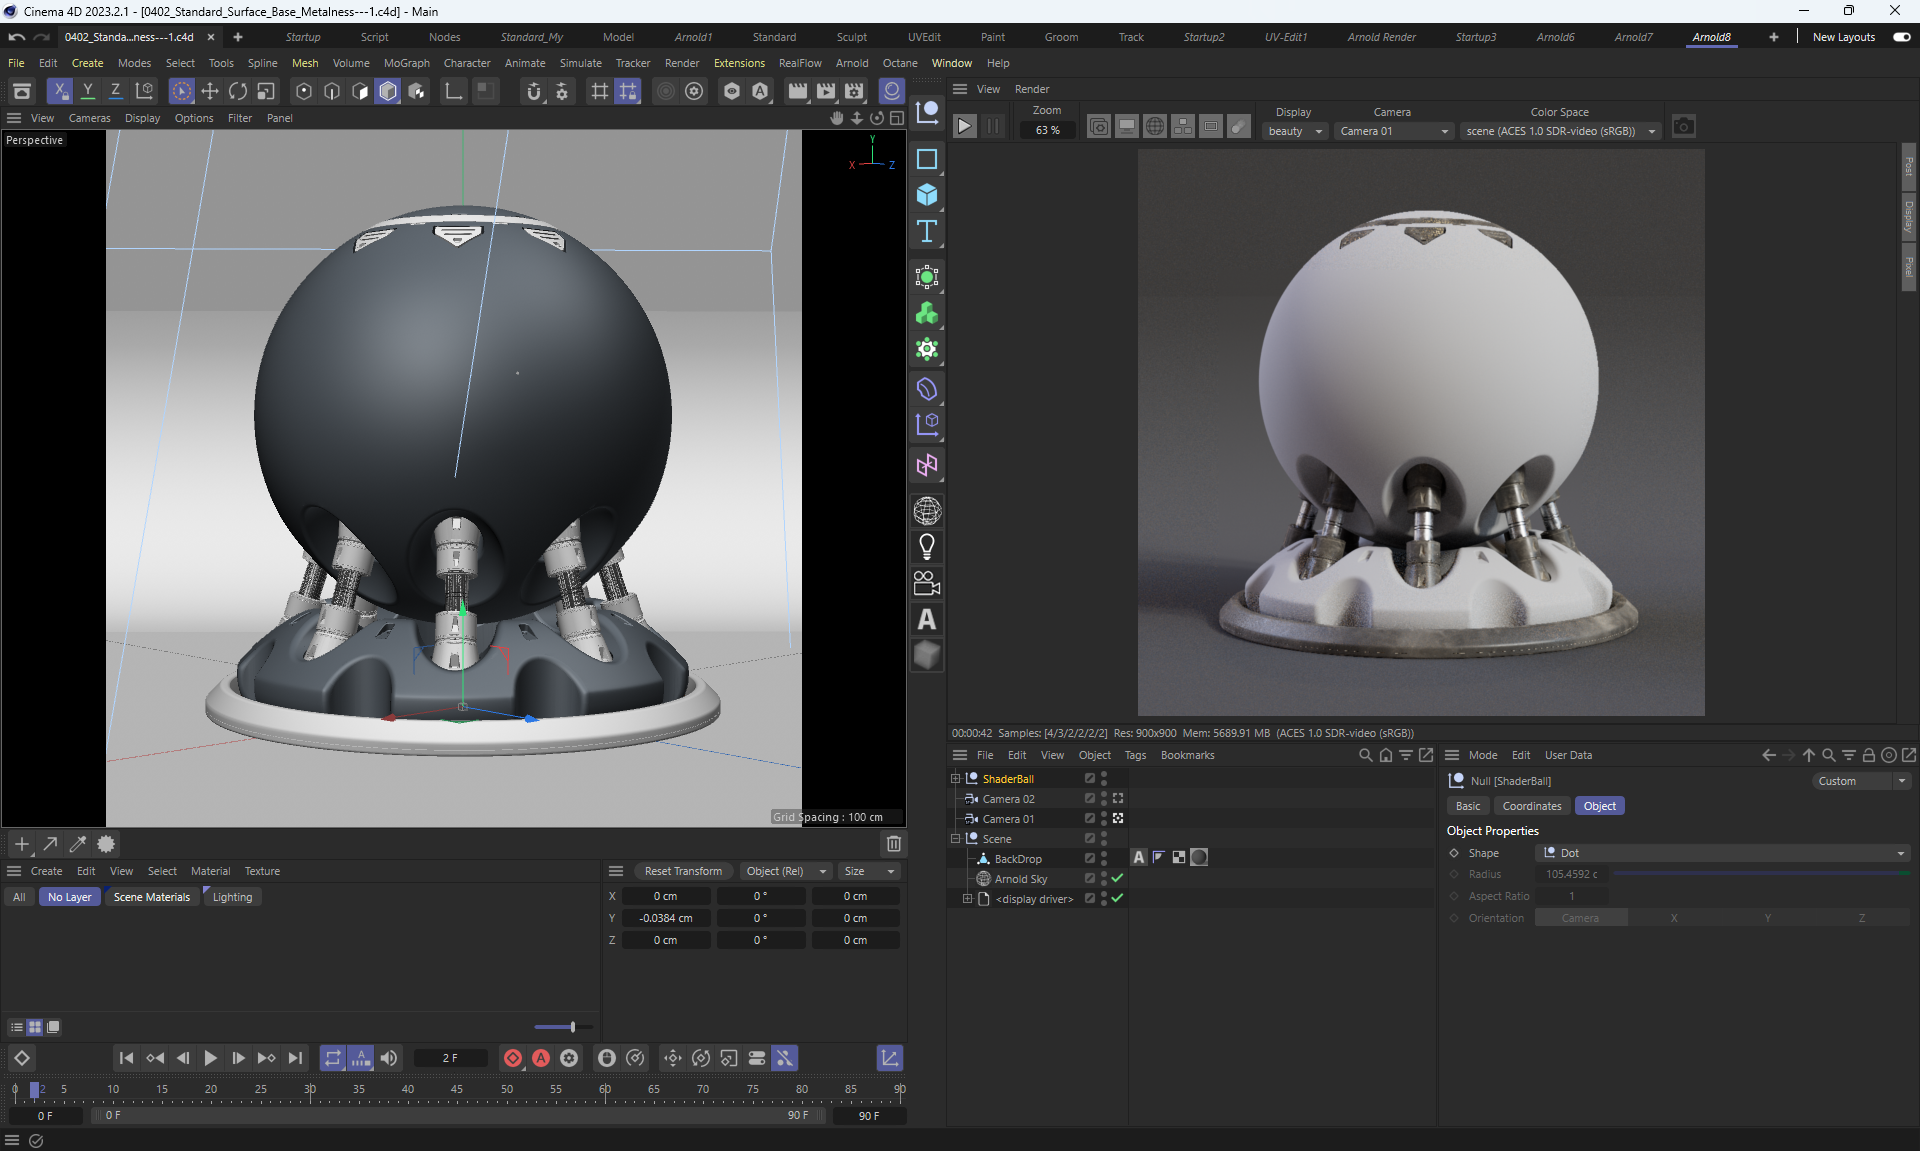 Cinema 4D 2023.2.1 - [0402_Standard_Surface_Base_Metalness---1.c4d] - Main
0402_Standa...ness---1.c4d × + Startup Script Nodes Standard_My Model Arnold1 Standard Sculpt UVEdit Paint Groom Track Startup2 UV-Edit1 Arnold Render Startup3 Arnold6 Arnold7 Arnold8 + New Layouts
File Edit Create Modes Select Tools Spline Mesh Volume MoGraph Character Animate Simulate Tracker Render Extensions RealFlow Arnold Octane Window Help
X Y Z
View Render
View Cameras Display Options Filter Panel
Zoom Display Camera Color Space
63 % beauty Camera 01 scene (ACES 1.0 SDR-video (sRGB))
Perspective
Y
X Z
Post
Display
Pixel
Grid Spacing : 100 cm
00:00:42 Samples: [4/3/2/2/2/2] Res: 900x900 Mem: 5689.91 MB (ACES 1.0 SDR-video (sRGB))
File Edit View Object Tags Bookmarks
Mode Edit User Data
ShaderBall
Camera 02
Camera 01
Scene
BackDrop
Arnold Sky
<display driver>
Null [ShaderBall] Custom
Basic Coordinates Object
Object Properties
Shape Dot
Radius 105.4592 c
Aspect Ratio 1
Orientation Camera X Y Z
Create Edit View Select Material Texture
All No Layer Scene Materials Lighting
Reset Transform Object (Rel) Size
X 0 cm 0 ° 0 cm
Y -0.0384 cm 0 ° 0 cm
Z 0 cm 0 ° 0 cm
2 F
0 2 5 10 15 20 25 30 35 40 45 50 55 60 65 70 75 80 85 90
0 F 0 F 90 F 90 F